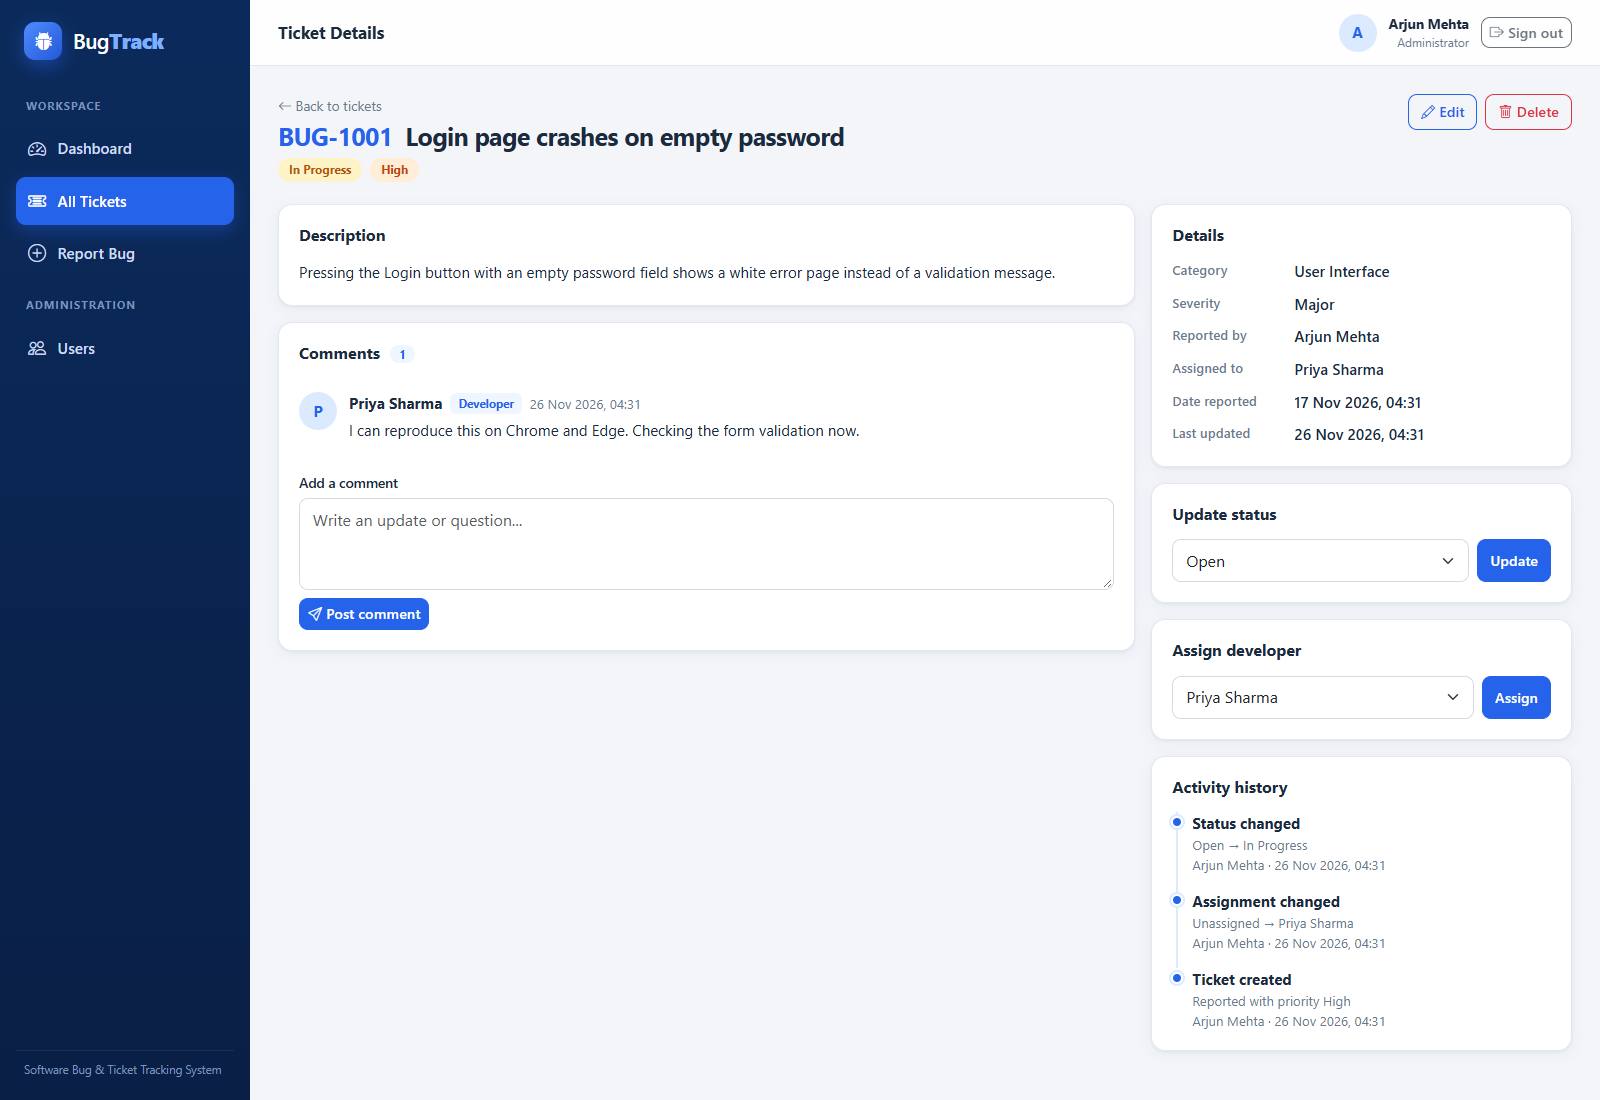 BugTrack
WORKSPACE
Dashboard
All Tickets
Report Bug
ADMINISTRATION
Users
Software Bug & Ticket Tracking System
Ticket Details
A
Arjun Mehta
Administrator
Sign out
← Back to tickets
BUG-1001 Login page crashes on empty password
In Progress High
Edit
Delete
Description
Pressing the Login button with an empty password field shows a white error page instead of a validation message.
Comments 1
P
Priya Sharma Developer 26 Nov 2026, 04:31
I can reproduce this on Chrome and Edge. Checking the form validation now.
Add a comment
Write an update or question...
Post comment
Details
Category User Interface
Severity Major
Reported by Arjun Mehta
Assigned to Priya Sharma
Date reported 17 Nov 2026, 04:31
Last updated 26 Nov 2026, 04:31
Update status
Open Update
Assign developer
Priya Sharma Assign
Activity history
Status changed
Open → In Progress
Arjun Mehta · 26 Nov 2026, 04:31
Assignment changed
Unassigned → Priya Sharma
Arjun Mehta · 26 Nov 2026, 04:31
Ticket created
Reported with priority High
Arjun Mehta · 26 Nov 2026, 04:31